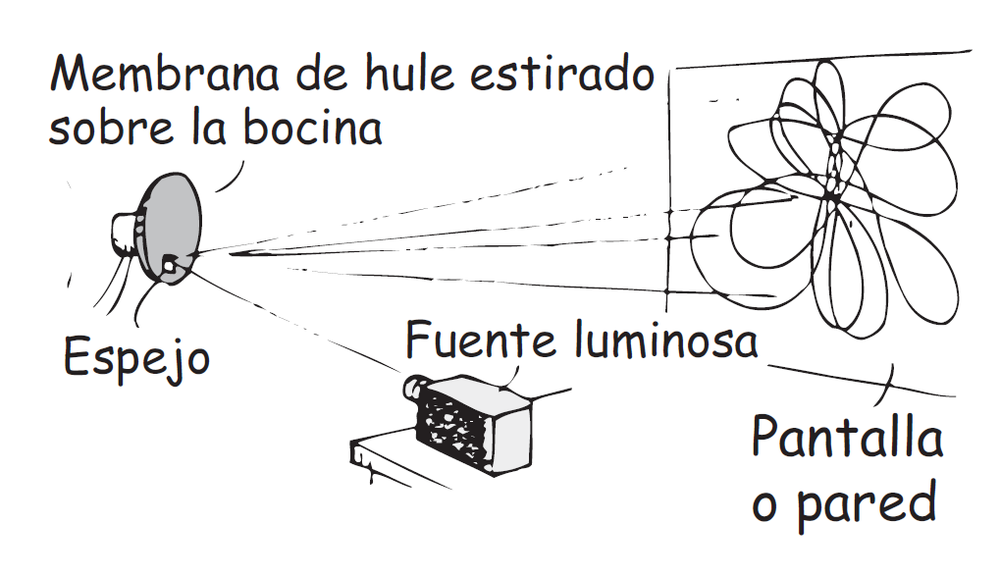 Membrana de hule estirado
sobre la bocina
Espejo
Fuente luminosa
Pantalla
o pared